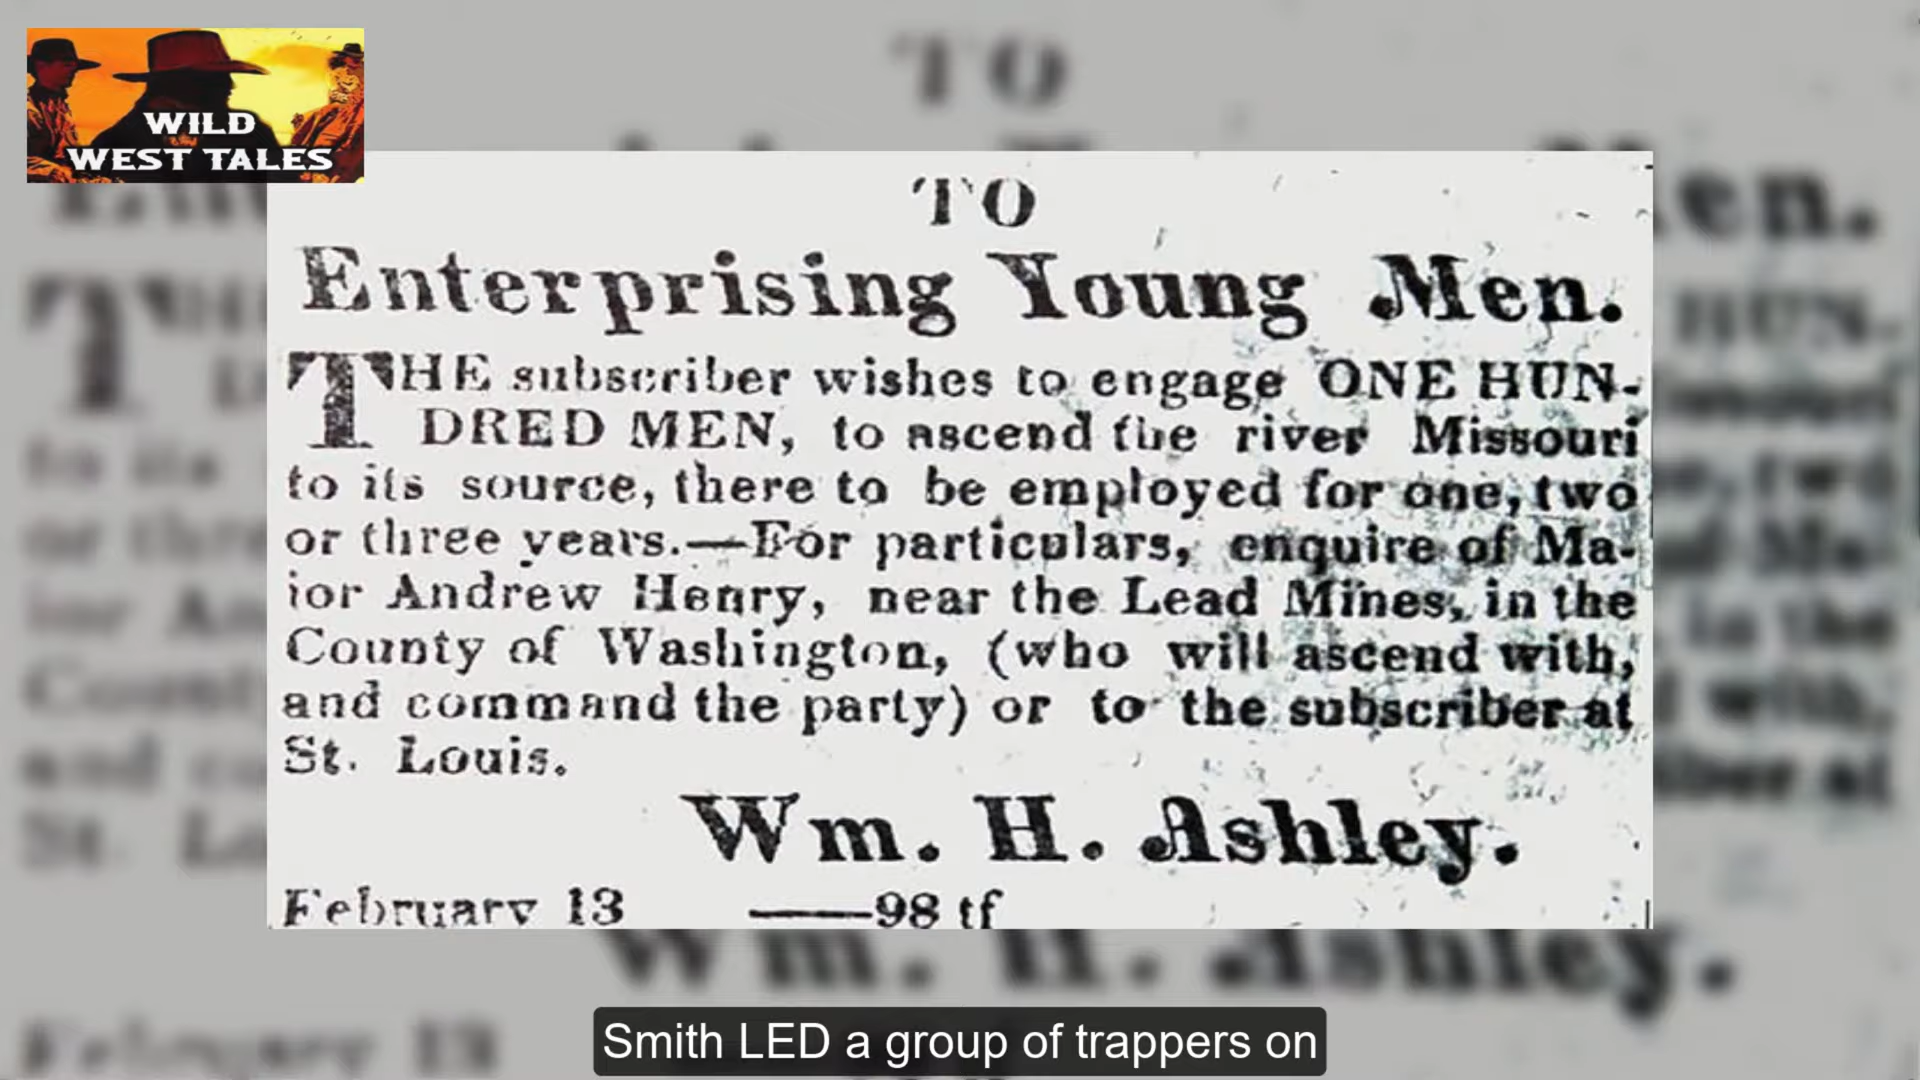 WILD
WEST TALES
TO
Enterprising Young Men.
THE subscriber wishes to engage ONE HUN-
DRED MEN, to ascend the river Missouri
to its source, there to be employed for one, two
or three years.—For particulars, enquire of Ma-
jor Andrew Henry, near the Lead Mines, in the
County of Washington, (who will ascend with,
and command the party) or to the subscriber at
St. Louis.
Wm. H. Ashley.
February 13 ——98 tf
Smith LED a group of trappers on